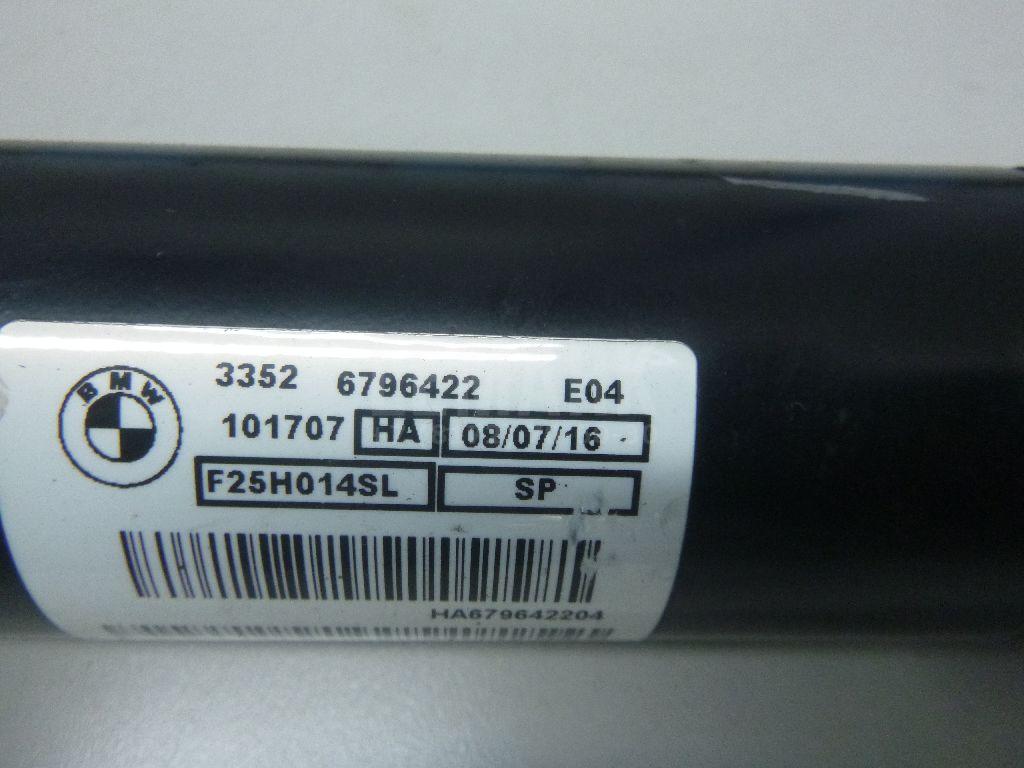 BMW
3352 6796422 E04
101707 HA 08/07/16
F25H014SL SP
HA679642204